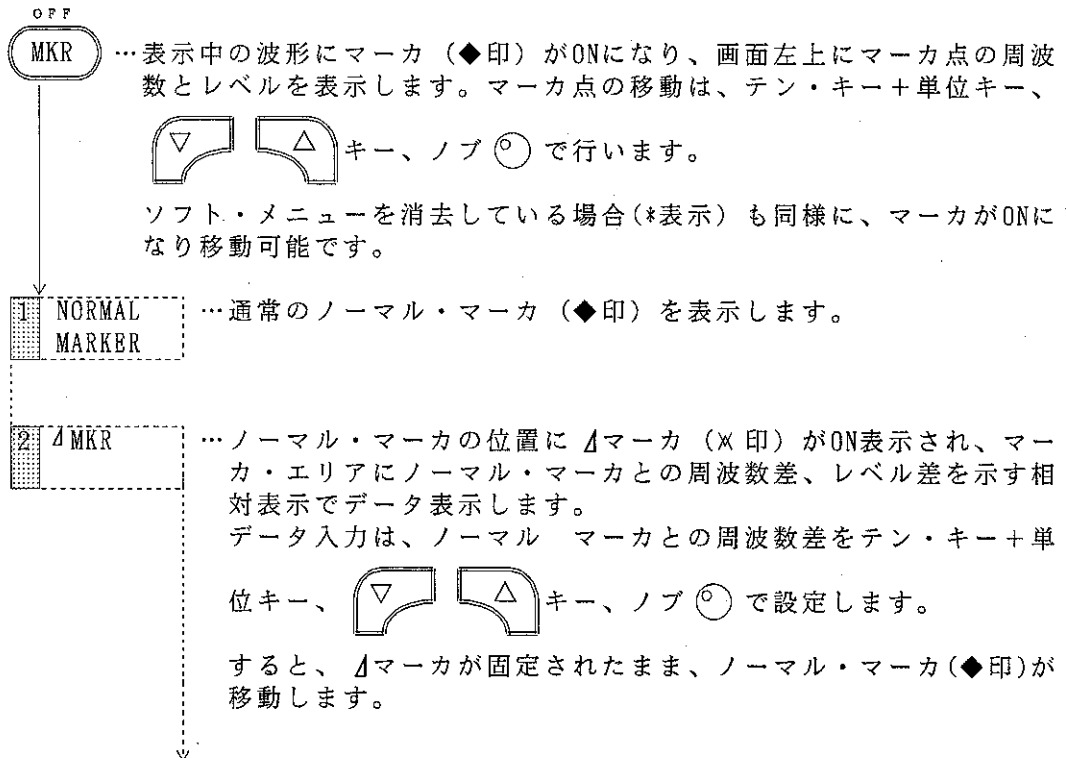 OFF
MKR …表示中の波形にマーカ（◆印）がONになり、画面左上にマーカ点の周波
数とレベルを表示します。マーカ点の移動は、テン・キー＋単位キー、
▽ △ キー、ノブ で行います。
ソフト・メニューを消去している場合(*表示）も同様に、マーカがONに
なり移動可能です。
1 NORMAL …通常のノーマル・マーカ（◆印）を表示します。
MARKER
2 ⊿MKR …ノーマル・マーカの位置に ⊿マーカ（※印）がON表示され、マー
カ・エリアにノーマル・マーカとの周波数差、レベル差を示す相
対表示でデータ表示します。
データ入力は、ノーマル　マーカとの周波数差をテン・キー＋単
位キー、 ▽ △ キー、ノブ で設定します。
すると、⊿マーカが固定されたまま、ノーマル・マーカ(◆印)が
移動します。